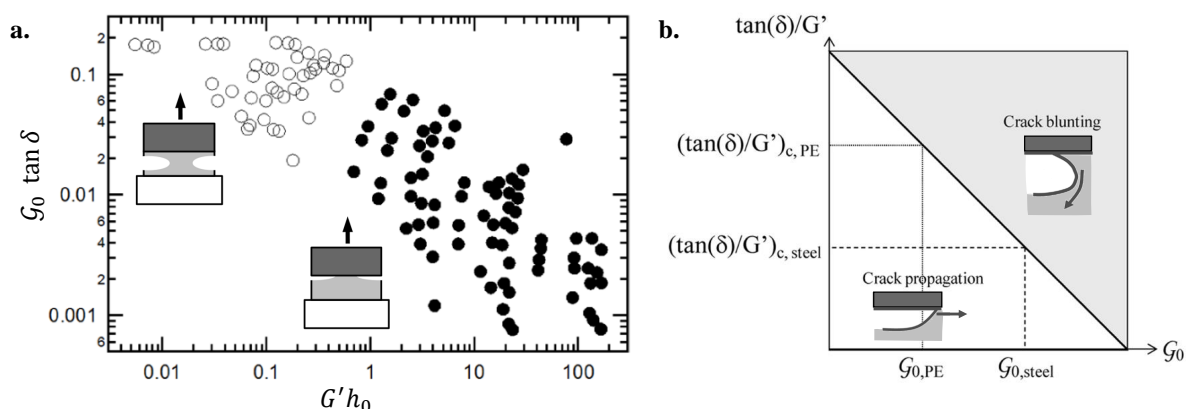 a.
2
0.1
6
4
2
0.01
6
4
2
0.001
6
𝒢₀ tan δ
0.01
0.1
1
10
100
G′h₀
b.
tan(δ)/G’
Crack blunting
(tan(δ)/G’)c, PE
(tan(δ)/G’)c, steel
Crack propagation
𝒢₀,PE
𝒢₀,steel
𝒢₀